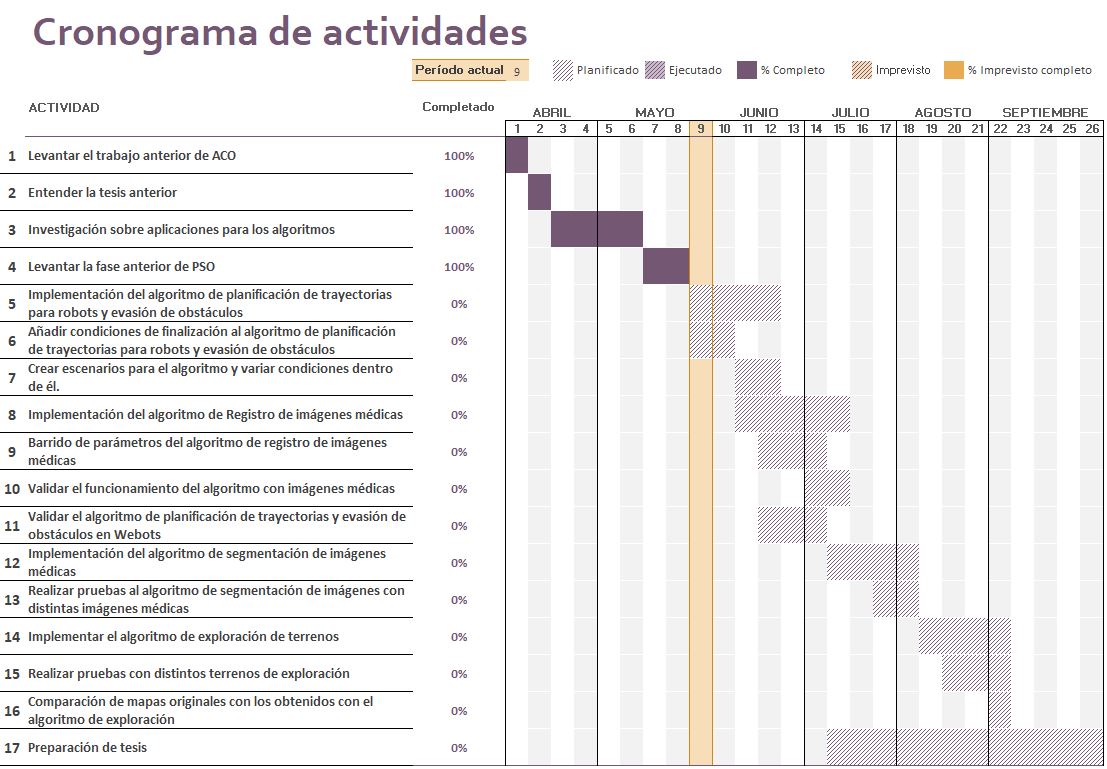 Cronograma de actividades
Período actual 9 Planificado Ejecutado % Completo Imprevisto % Imprevisto completo
ACTIVIDAD Completado
ABRIL MAYO JUNIO JULIO AGOSTO SEPTIEMBRE
1 2 3 4 5 6 7 8 9 10 11 12 13 14 15 16 17 18 19 20 21 22 23 24 25 26
1 Levantar el trabajo anterior de ACO 100%
2 Entender la tesis anterior 100%
3 Investigación sobre aplicaciones para los algoritmos 100%
4 Levantar la fase anterior de PSO 100%
5 Implementación del algoritmo de planificación de trayectorias
para robots y evasión de obstáculos 0%
6 Añadir condiciones de finalización al algoritmo de planificación
de trayectorias para robots y evasión de obstáculos 0%
7 Crear escenarios para el algoritmo y variar condiciones dentro
de él. 0%
8 Implementación del algoritmo de Registro de imágenes médicas 0%
9 Barrido de parámetros del algoritmo de registro de imágenes
médicas 0%
10 Validar el funcionamiento del algoritmo con imágenes médicas 0%
11 Validar el algoritmo de planificación de trayectorias y evasión de
obstáculos en Webots 0%
12 Implementación del algoritmo de segmentación de imágenes
médicas 0%
13 Realizar pruebas al algoritmo de segmentación de imágenes con
distintas imágenes médicas 0%
14 Implementar el algoritmo de exploración de terrenos 0%
15 Realizar pruebas con distintos terrenos de exploración 0%
16 Comparación de mapas originales con los obtenidos con el
algoritmo de exploración 0%
17 Preparación de tesis 0%